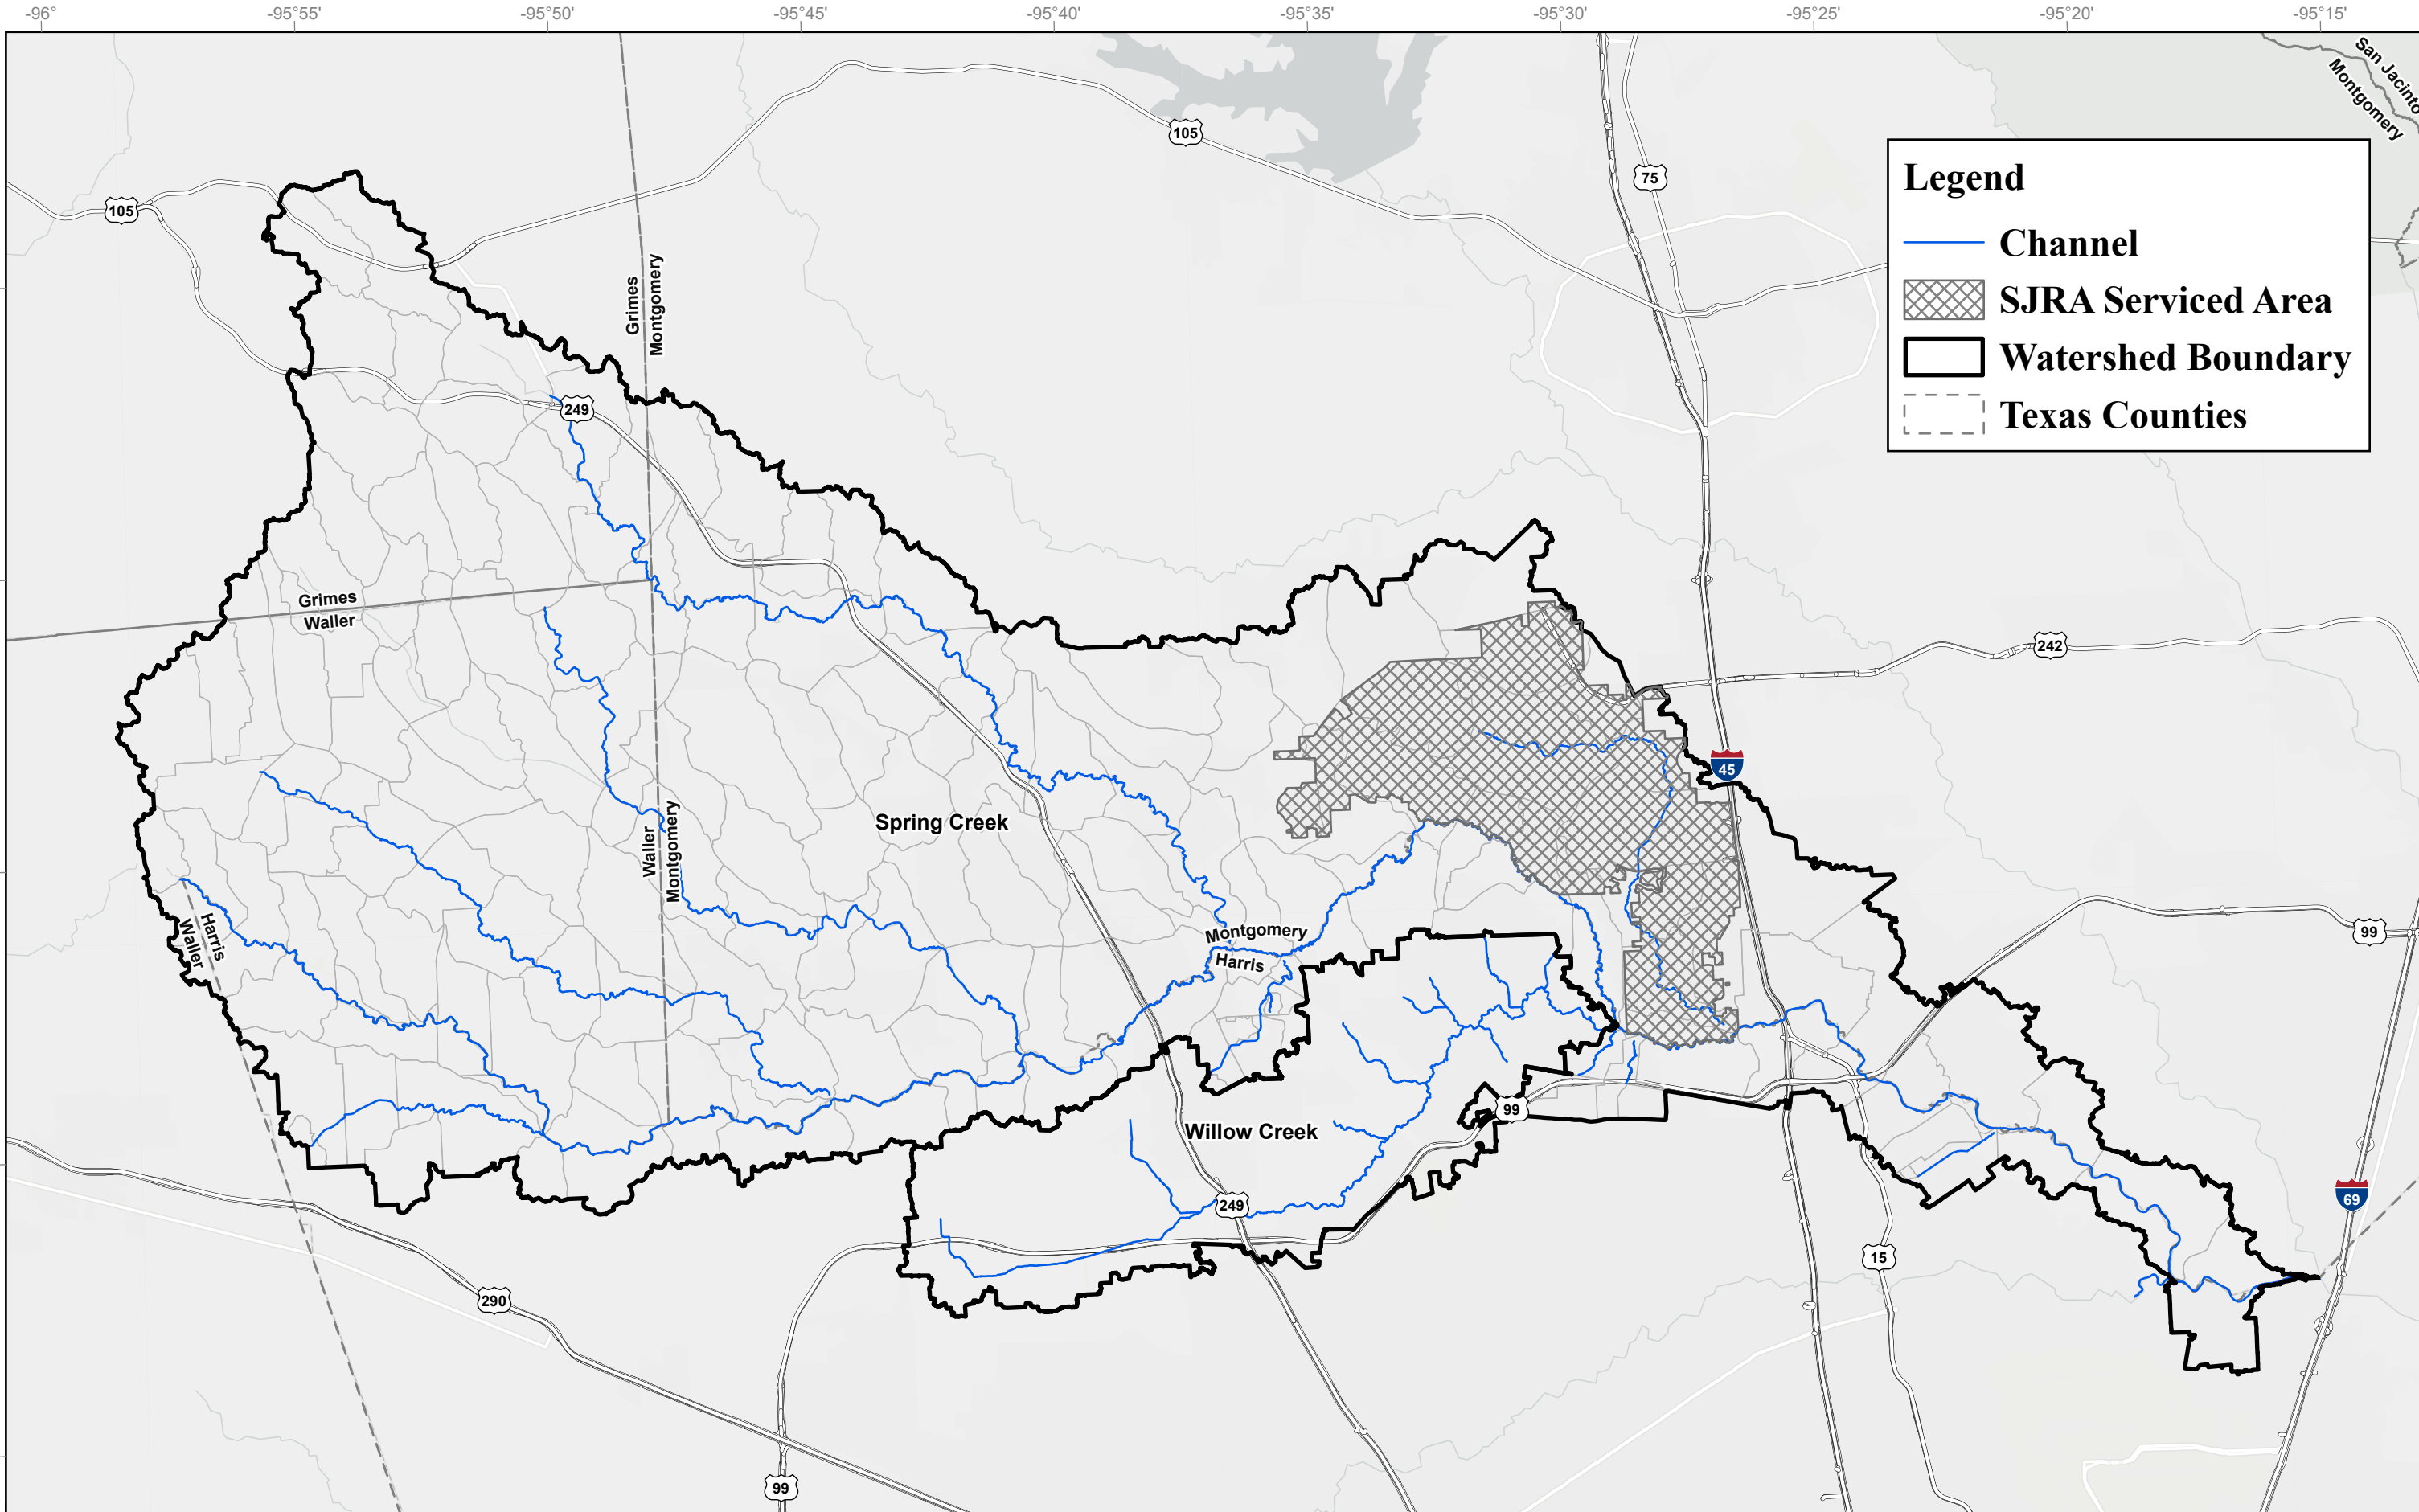 -96°
-95°55'
-95°50'
-95°45'
-95°40'
-95°35'
-95°30'
-95°25'
-95°20'
-95°15'
San Jacinto
Montgomery
105
75
105
Legend
Channel
SJRA Serviced Area
Watershed Boundary
Texas Counties
Grimes
Montgomery
249
Grimes
Waller
242
45
Spring Creek
Waller
Montgomery
Harris
Waller
Montgomery
Harris
99
99
Willow Creek
249
69
15
290
99